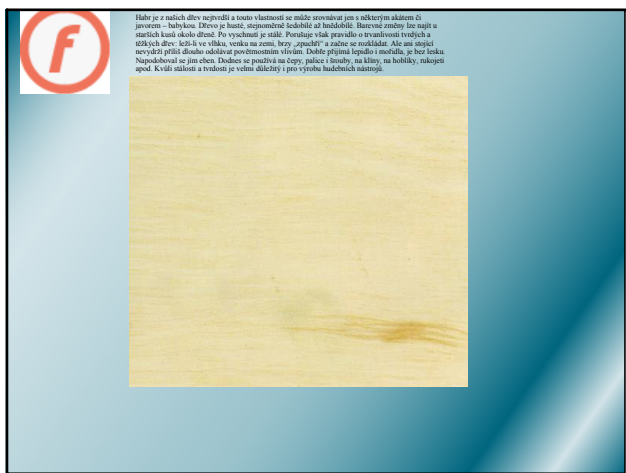 f
Habr je z našich dřev nejtvrdší a touto vlastností se může srovnávat jen s některým akátem či
javorem – babykou. Dřevo je husté, stejnoměrně šedobílé až hnědobílé. Barevné změny lze najít u
starších kusů okolo dřeně. Po vyschnutí je stálé. Porušuje však pravidlo o trvanlivosti tvrdých a
těžkých dřev: leží-li ve vlhku, venku na zemi, brzy „zpuchří“ a začne se rozkládat. Ale ani stojící
nevydrží příliš dlouho odolávat povětrnostním vlivům. Dobře přijímá lepidlo i mořidla, je bez lesku.
Napodoboval se jím eben. Dodnes se používá na čepy, palice i šrouby, na klíny, na hoblíky, rukojeti
apod. Kvůli stálosti a tvrdosti je velmi důležitý i pro výrobu hudebních nástrojů.